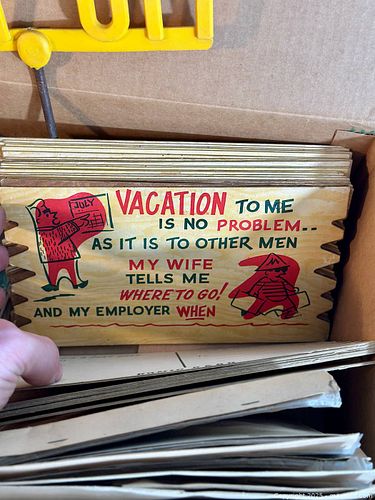 OUT
JULY
VACATION TO ME
IS NO PROBLEM--
AS IT IS TO OTHER MEN
MY WIFE
TELLS ME
WHERE TO GO!
AND MY EMPLOYER WHEN